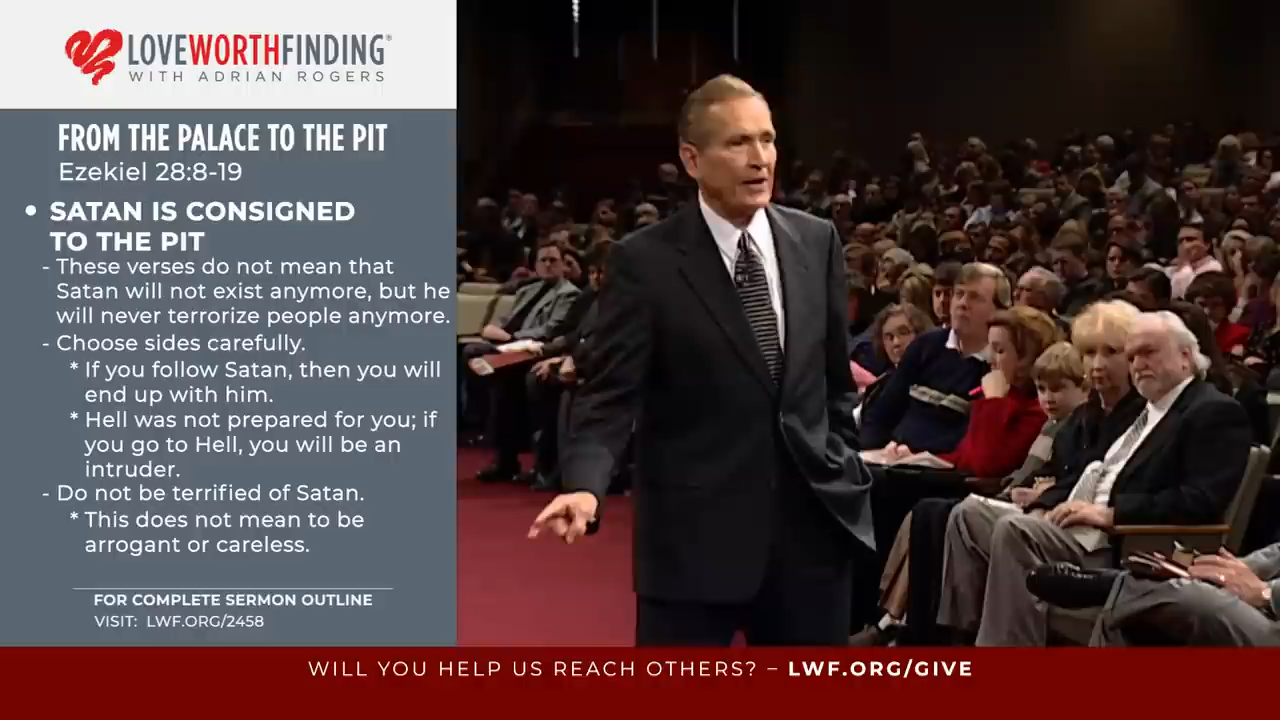 LOVEWORTHFINDING®
WITH ADRIAN ROGERS
FROM THE PALACE TO THE PIT
Ezekiel 28:8-19
• SATAN IS CONSIGNED
TO THE PIT
- These verses do not mean that
Satan will not exist anymore, but he
will never terrorize people anymore.
- Choose sides carefully.
* If you follow Satan, then you will
end up with him.
* Hell was not prepared for you; if
you go to Hell, you will be an
intruder.
- Do not be terrified of Satan.
* This does not mean to be
arrogant or careless.
FOR COMPLETE SERMON OUTLINE
VISIT: LWF.ORG/2458
WILL YOU HELP US REACH OTHERS? – LWF.ORG/GIVE